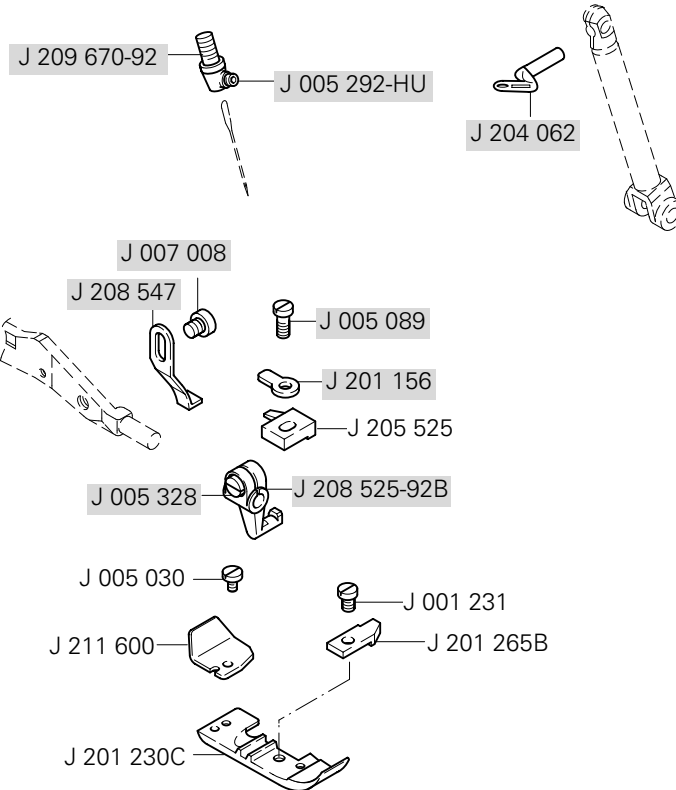 J 209 670-92
J 005 292-HU
J 204 062
J 007 008
J 208 547
J 005 089
J 201 156
J 205 525
J 005 328
J 208 525-92B
J 005 030
J 001 231
J 211 600
J 201 265B
J 201 230C